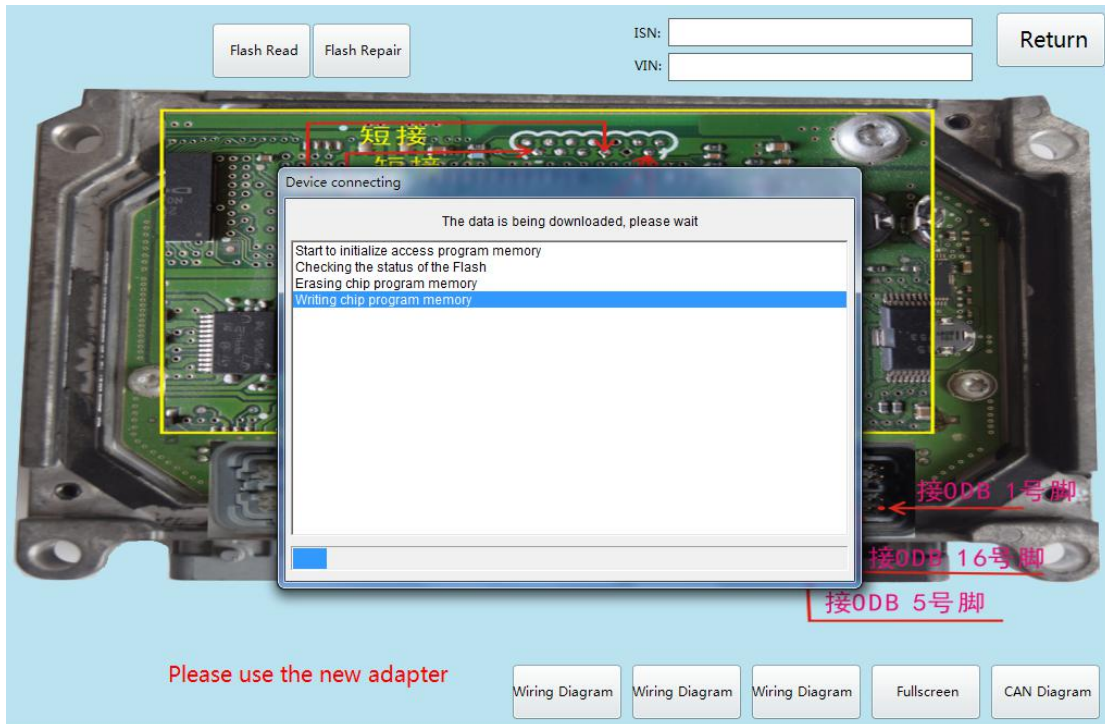 Flash Read
Flash Repair
ISN:
VIN:
Return
短接
短接
Device connecting
The data is being downloaded, please wait
Start to initialize access program memory
Checking the status of the Flash
Erasing chip program memory
Writing chip program memory
接ODB 1号脚
接ODB 16号脚
接ODB 5号脚
Please use the new adapter
Wiring Diagram
Wiring Diagram
Wiring Diagram
Fullscreen
CAN Diagram